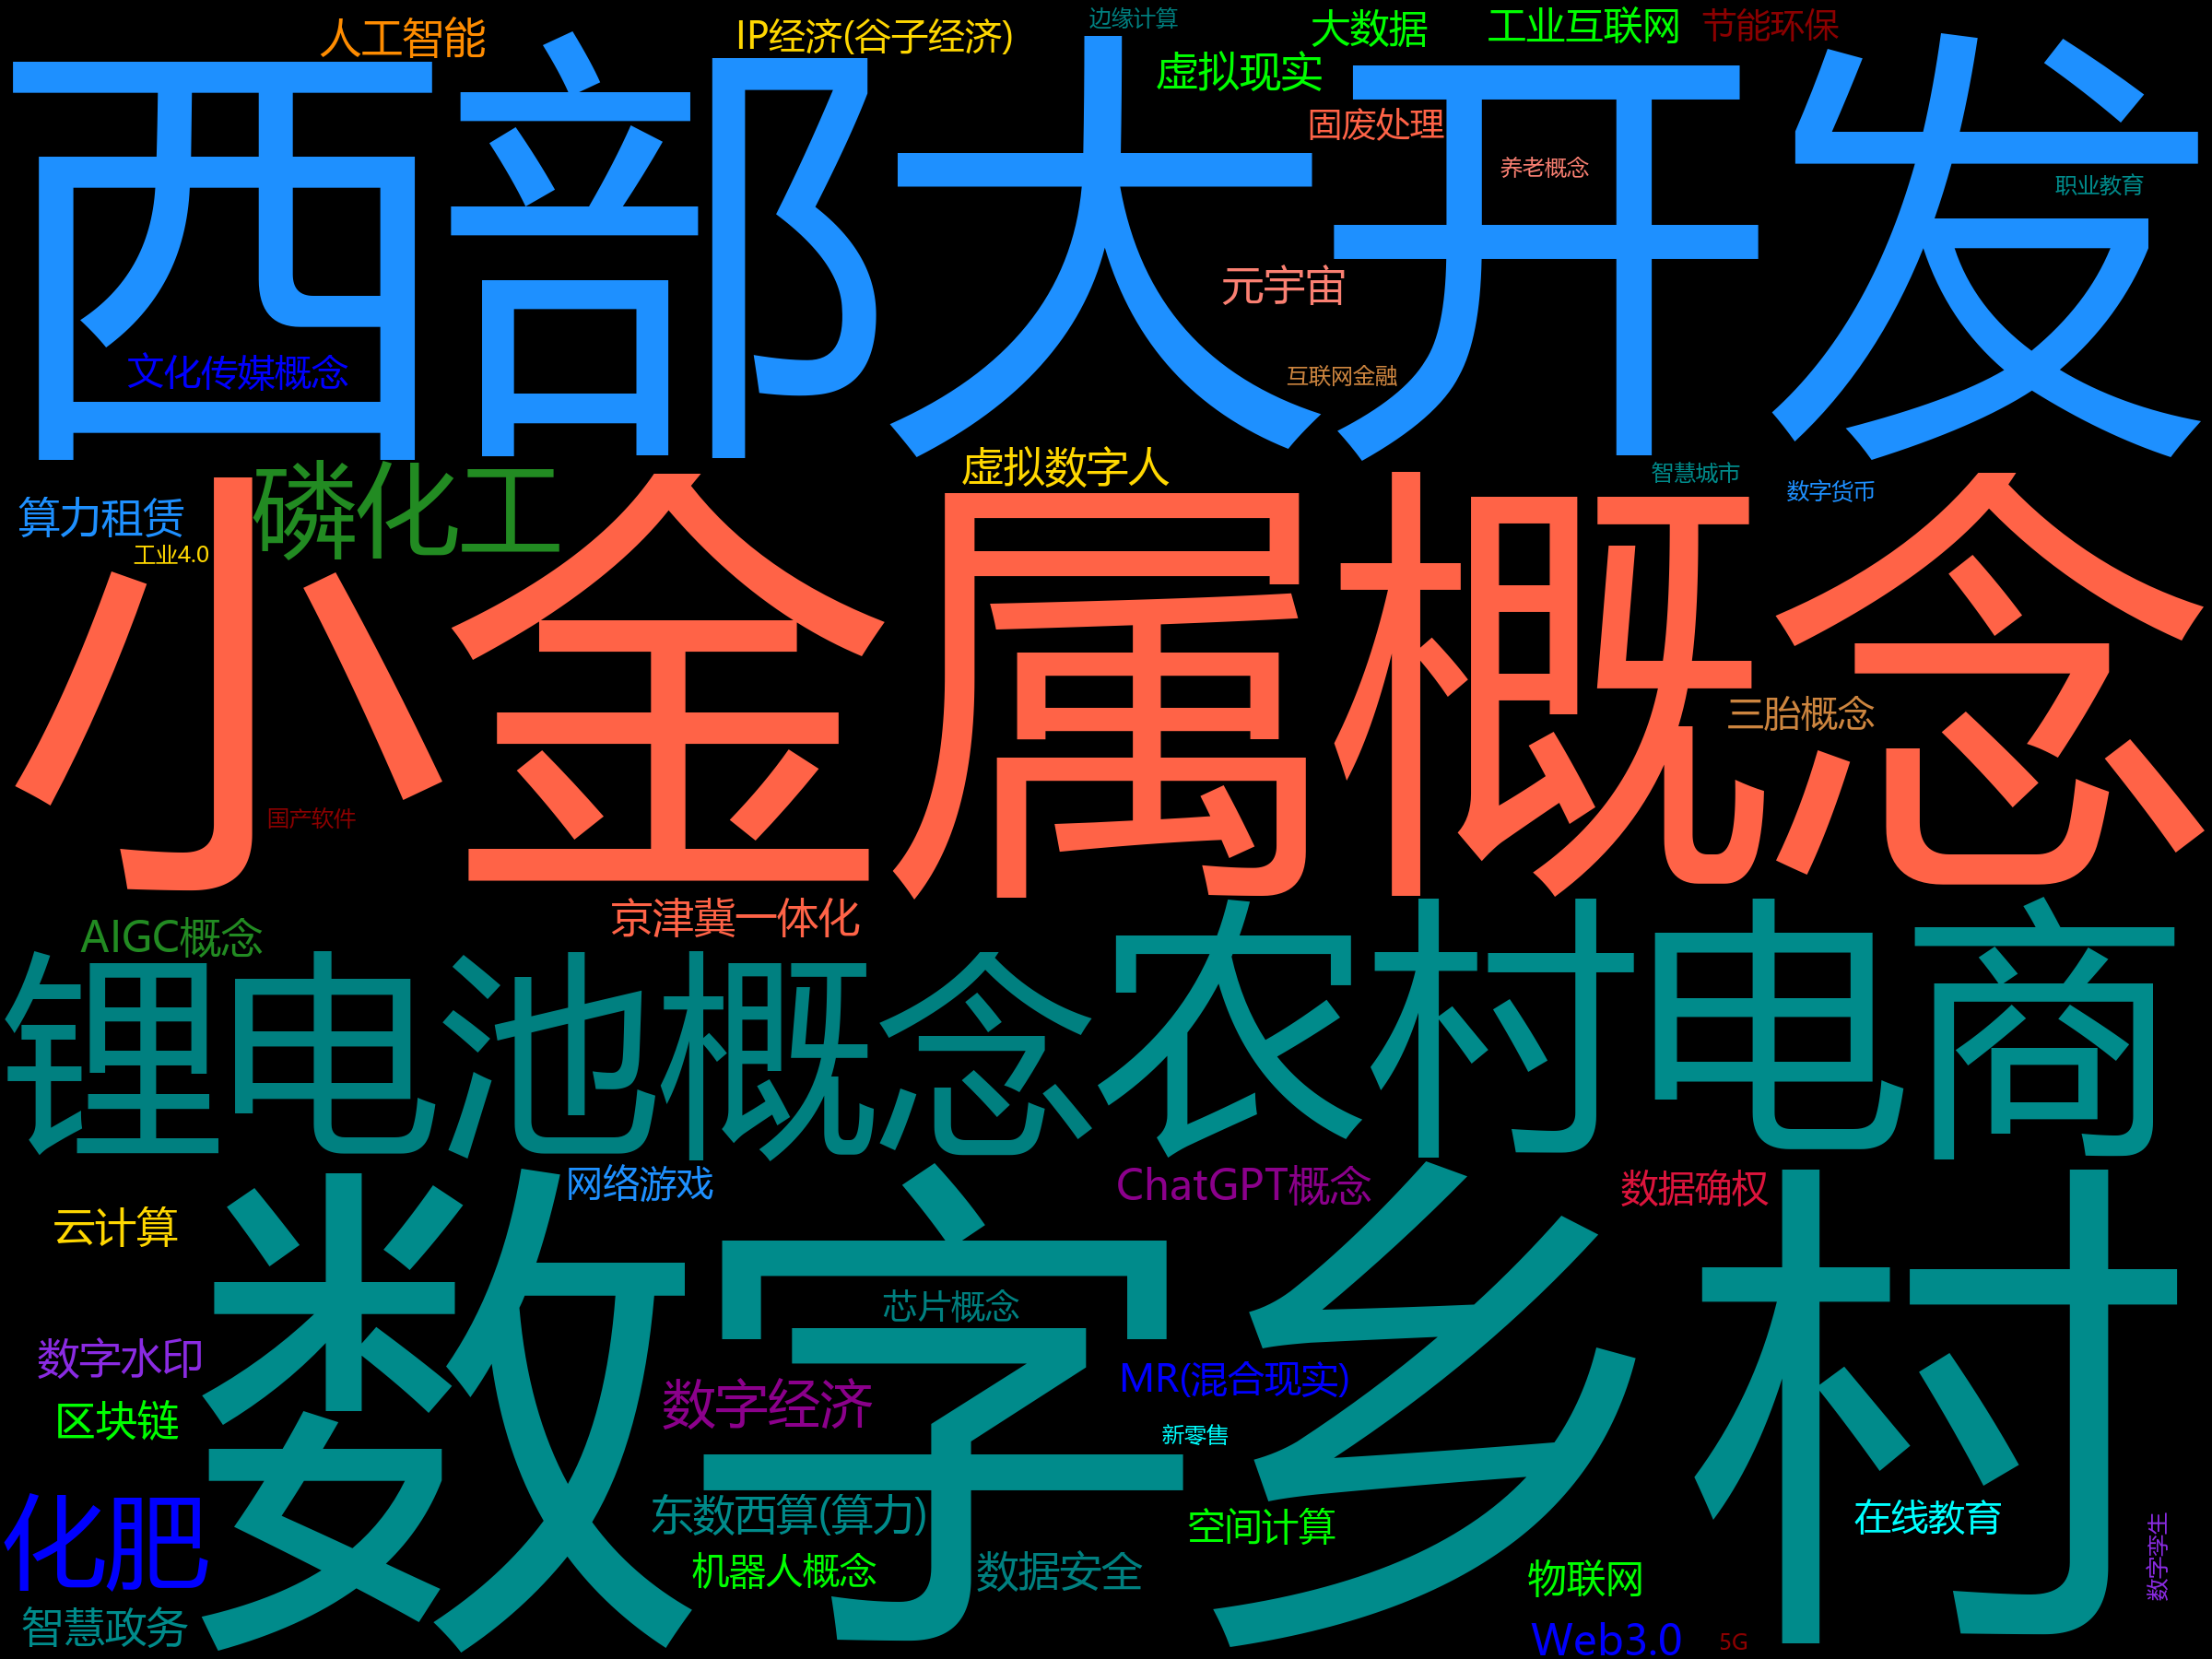 人工智能
IP经济(谷子经济)
边缘计算
大数据
工业互联网
节能环保
虚拟现实
西部大开发
固废处理
养老概念
职业教育
元宇宙
文化传媒概念
互联网金融
虚拟数字人
智慧城市
数字货币
算力租赁
磷化工
工业4.0
小金属概念
三胎概念
国产软件
京津冀一体化
AIGC概念
锂电池概念
农村电商
网络游戏
ChatGPT概念
数据确权
云计算
数字乡村
芯片概念
数字水印
数字经济
MR(混合现实)
区块链
新零售
化肥
东数西算(算力)
空间计算
在线教育
数字孪生
机器人概念
数据安全
物联网
智慧政务
Web3.0
5G